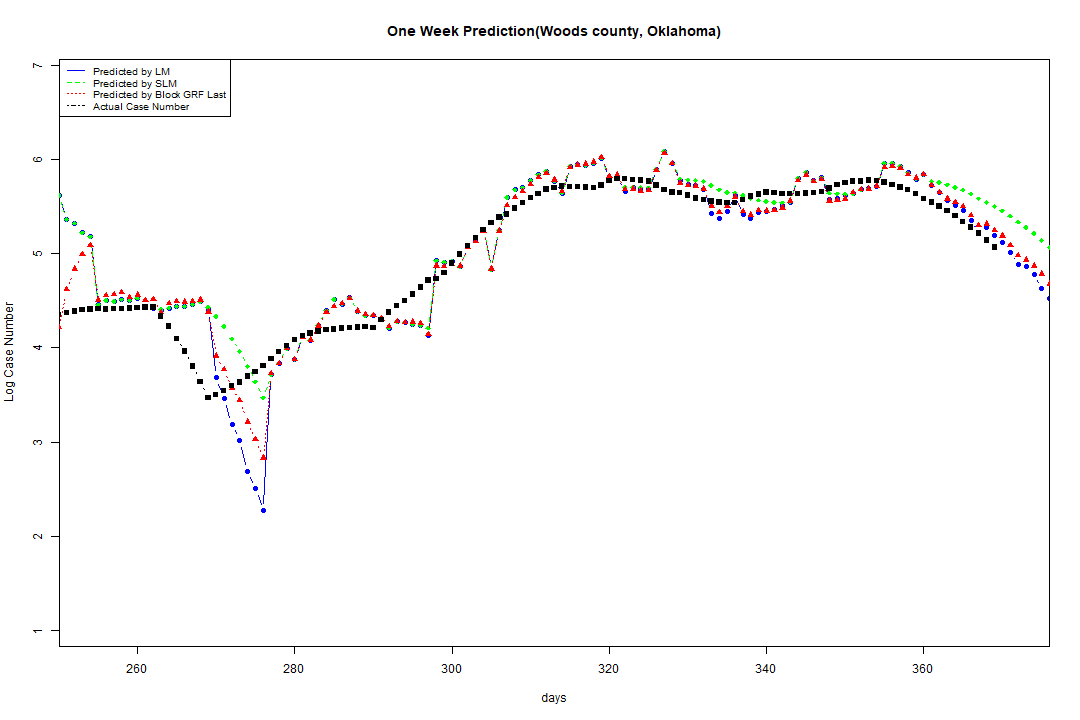 One Week Prediction(Woods county, Oklahoma)
Predicted by LM
Predicted by SLM
Predicted by Block GRF Last
Actual Case Number
7
6
5
4
3
2
1
Log Case Number
260 280 300 320 340 360
days